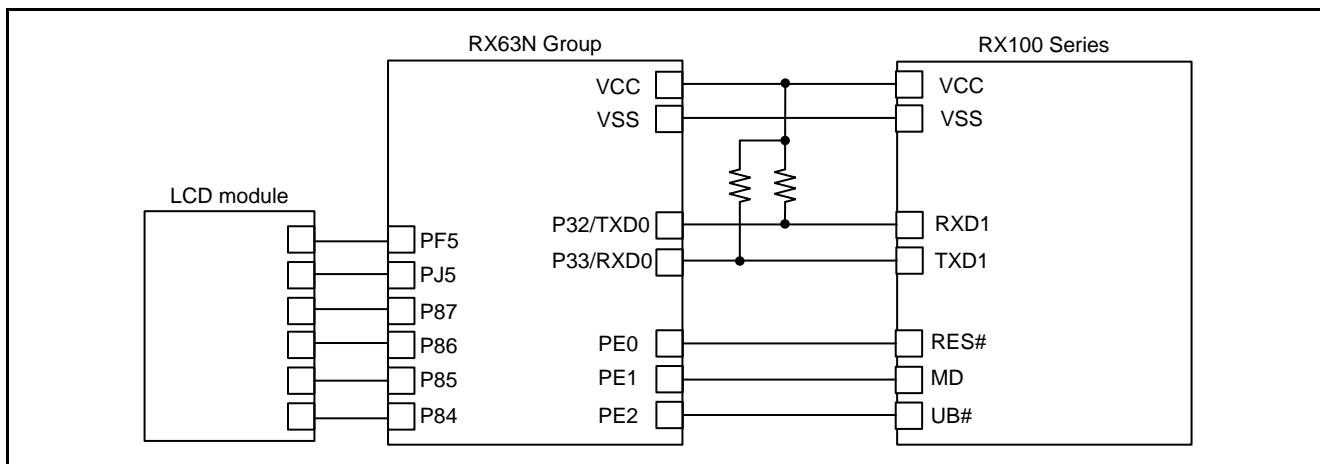 RX63N Group
RX100 Series
VCC
VCC
VSS
VSS
LCD module
P32/TXD0
RXD1
PF5
P33/RXD0
TXD1
PJ5
P87
P86
PE0
RES#
P85
PE1
MD
P84
PE2
UB#